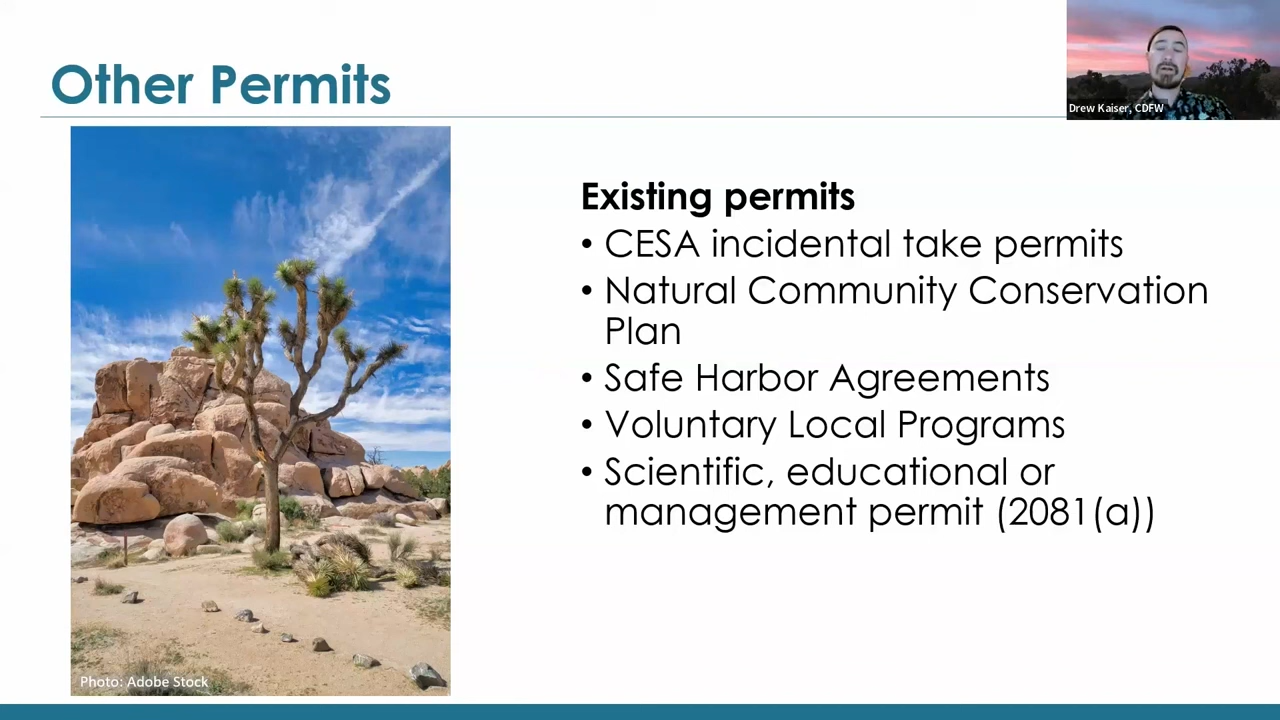 Other Permits
Drew Kaiser, CDFW
Existing permits
• CESA incidental take permits
• Natural Community Conservation
Plan
• Safe Harbor Agreements
• Voluntary Local Programs
• Scientific, educational or
management permit (2081(a))
Photo: Adobe Stock